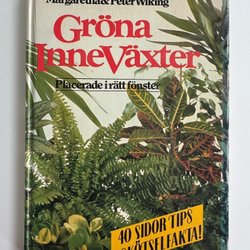 Margaretha & Peter Wiking
Gröna
InneVäxter
Placerade i rätt fönster
40 SIDOR TIPS
SKÖTSELFAKTA!